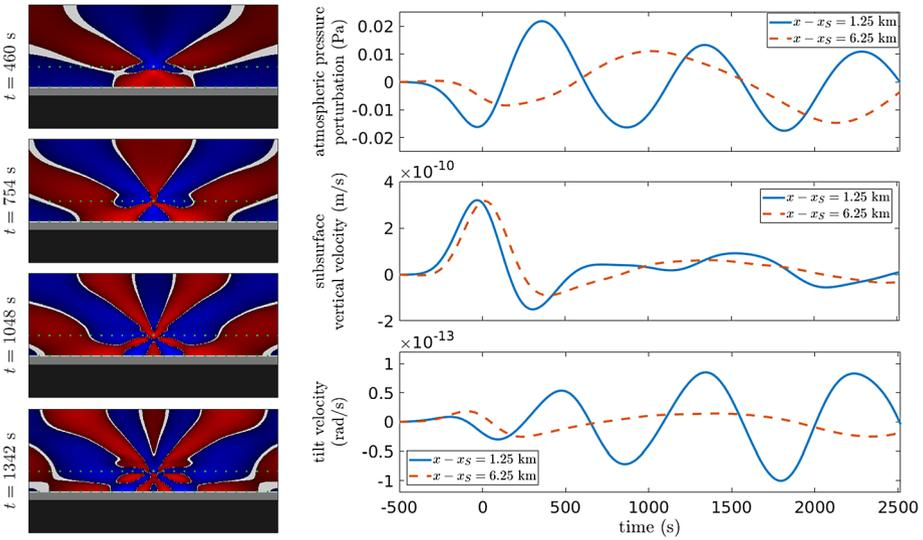 t = 460 s
t = 754 s
t = 1048 s
t = 1342 s
atmospheric pressure
perturbation (Pa)
0.02
0.01
0
-0.01
-0.02
x − x_S = 1.25 km
x − x_S = 6.25 km
×10^-10
subsurface
vertical velocity (m/s)
4
2
0
-2
x − x_S = 1.25 km
x − x_S = 6.25 km
×10^-13
tilt velocity
(rad/s)
1
0.5
0
-0.5
-1
x − x_S = 1.25 km
x − x_S = 6.25 km
-500 0 500 1000 1500 2000 2500
time (s)